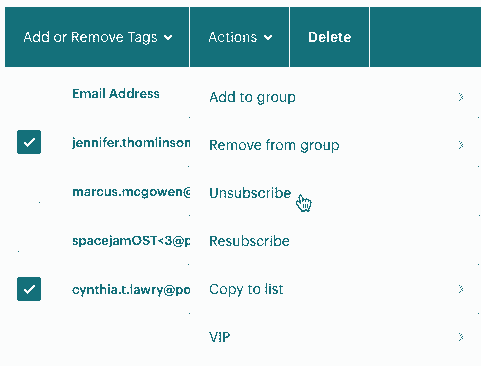 Add or Remove Tags Actions Delete
Email Address
jennifer.thomlinson
marcus.mcgowen@
spacejamOST<3@p
cynthia.t.lawry@po
Add to group
Remove from group
Unsubscribe
Resubscribe
Copy to list
VIP